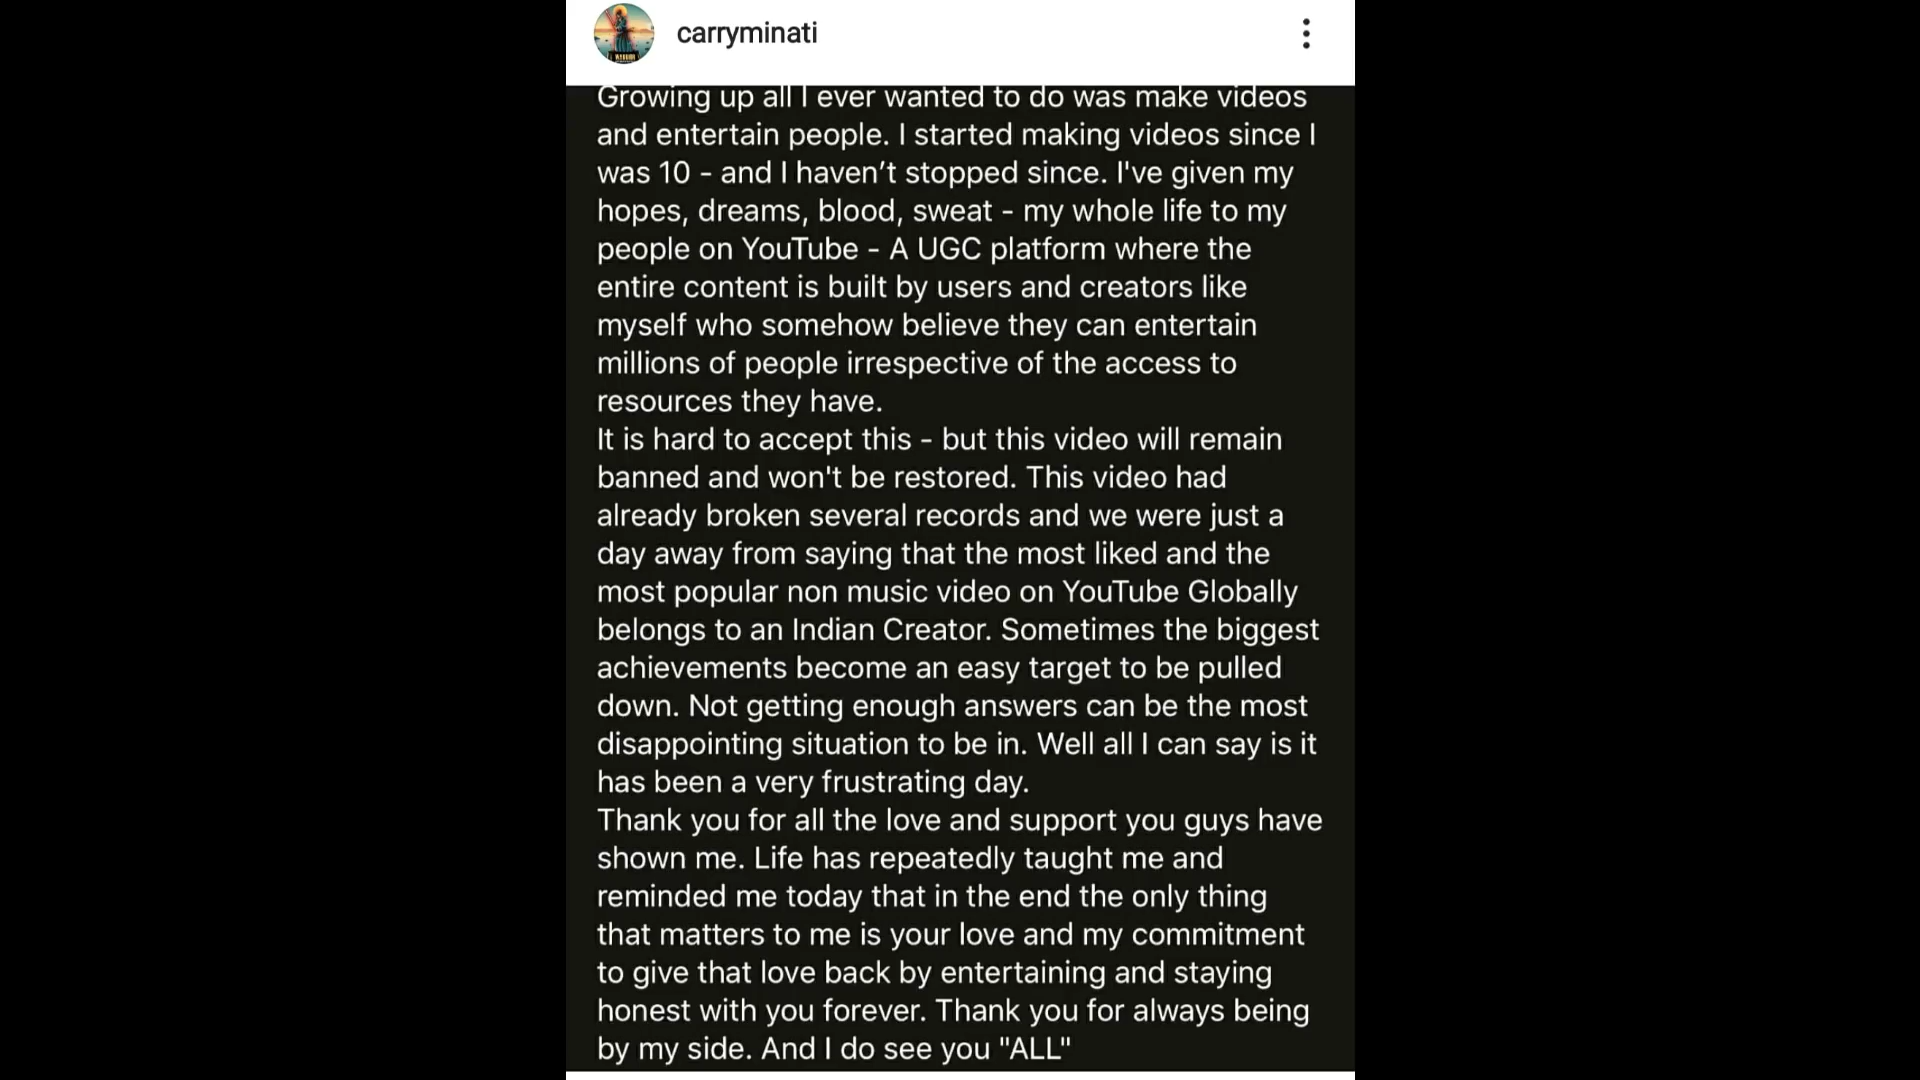 carryminati
Growing up all I ever wanted to do was make videos
and entertain people. I started making videos since I
was 10 - and I haven’t stopped since. I've given my
hopes, dreams, blood, sweat - my whole life to my
people on YouTube - A UGC platform where the
entire content is built by users and creators like
myself who somehow believe they can entertain
millions of people irrespective of the access to
resources they have.
It is hard to accept this - but this video will remain
banned and won't be restored. This video had
already broken several records and we were just a
day away from saying that the most liked and the
most popular non music video on YouTube Globally
belongs to an Indian Creator. Sometimes the biggest
achievements become an easy target to be pulled
down. Not getting enough answers can be the most
disappointing situation to be in. Well all I can say is it
has been a very frustrating day.
Thank you for all the love and support you guys have
shown me. Life has repeatedly taught me and
reminded me today that in the end the only thing
that matters to me is your love and my commitment
to give that love back by entertaining and staying
honest with you forever. Thank you for always being
by my side. And I do see you "ALL"